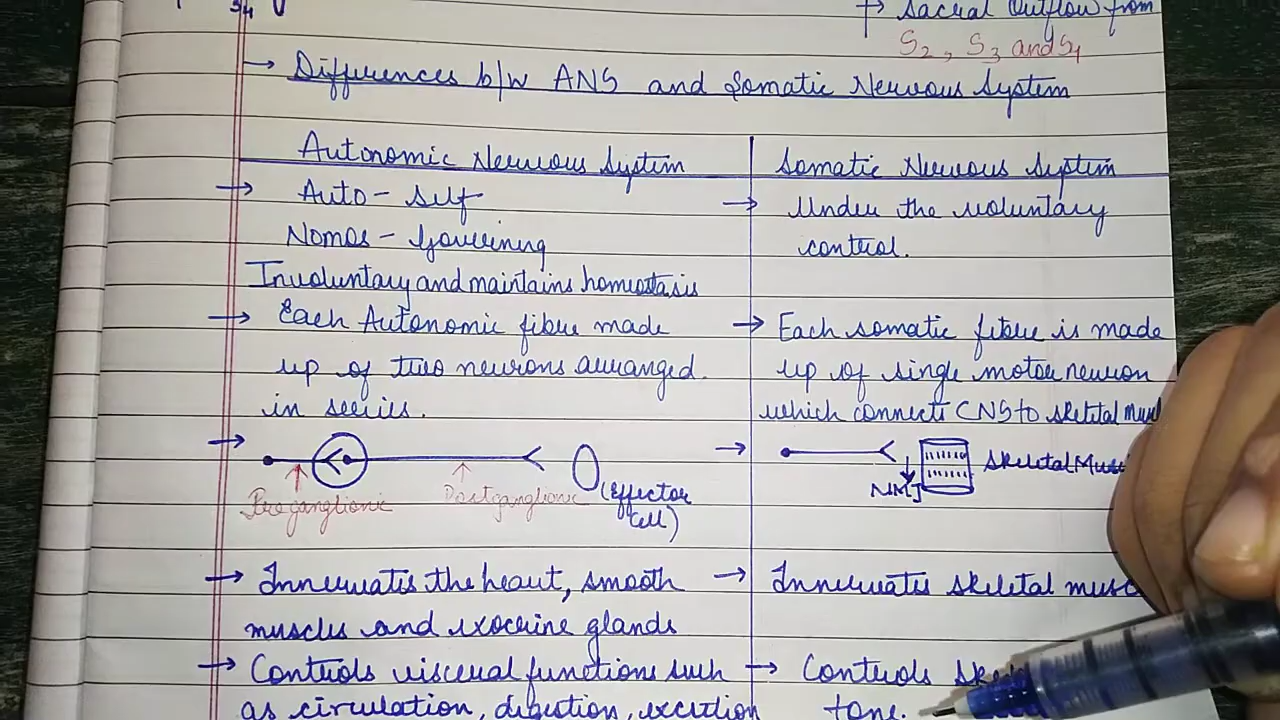 S4
→ Sacral Outflow from
S2, S3 and S4
→ Differences b/w ANS and Somatic Nervous System
Autonomic Nervous System
→ Auto - self
Nomos - Governing
Involuntary and maintains homeostasis
→ Each Autonomic fibre made
up of two neurons arranged
in series.
→
Preganglionic
Postganglionic
(Effector
Cell)
→ Innervates the heart, smooth
muscles and exocrine glands
→ Controls visceral functions such
as circulation, digestion, excretion
Somatic Nervous System
→ Under the voluntary
control.
→ Each somatic fibre is made
up of single motor neuron
which connects CNS to skeletal
→ Skeletal
NMJ
→ Innervates skeletal
→ Controls
tone.